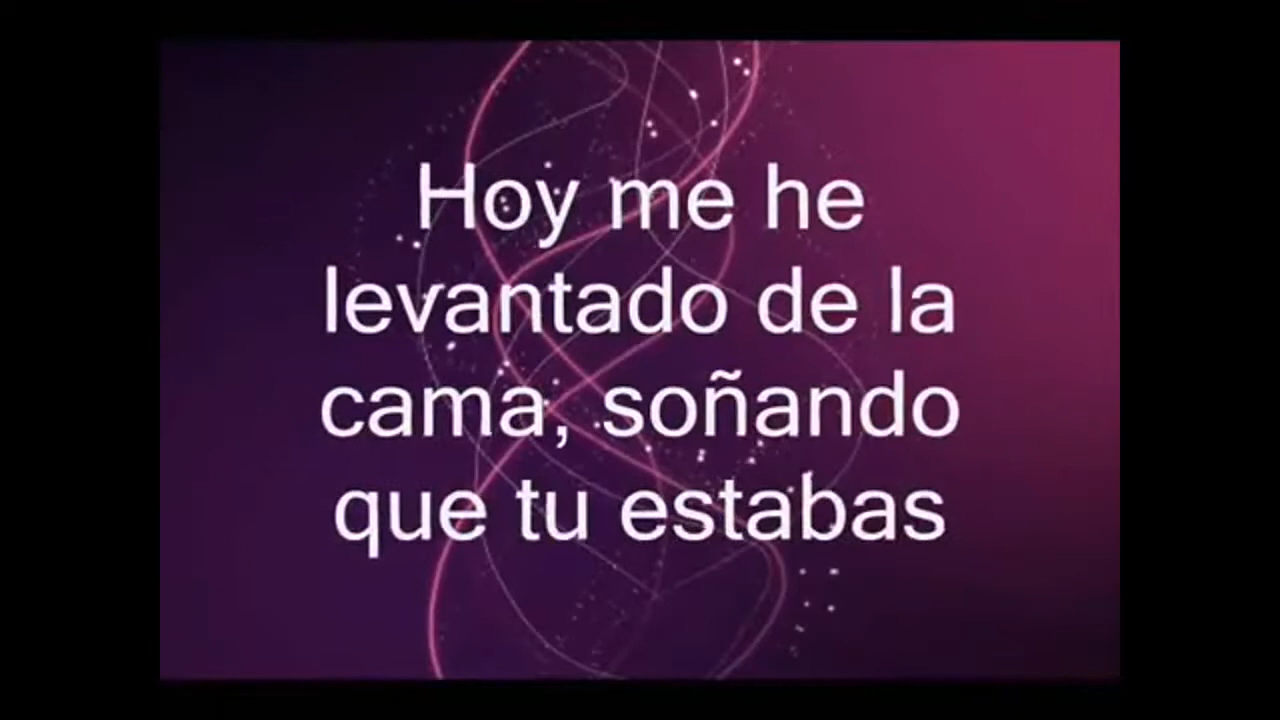 Hoy me he
levantado de la
cama, soñando
que tu estabas